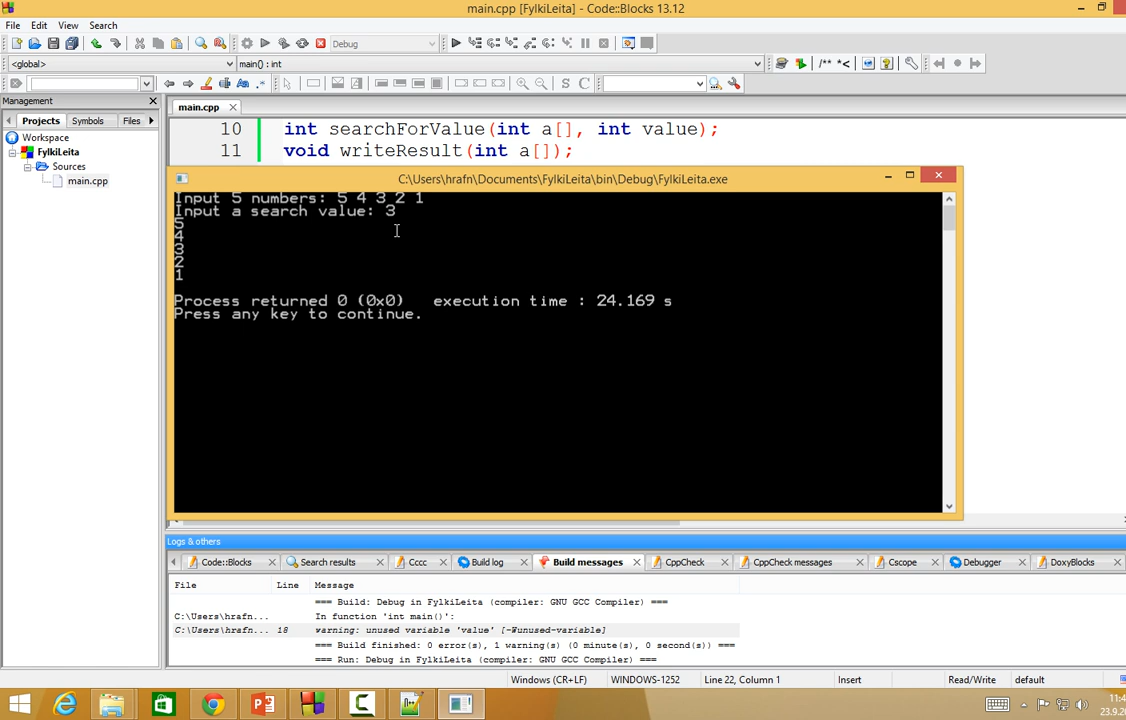 main.cpp [FylkiLeita] - Code::Blocks 13.12
File Edit View Search
Debug
<global> main() : int
/** *<
Aa .* S C
Management
main.cpp
Projects Symbols Files
Workspace
FylkiLeita
Sources
main.cpp
10 int searchForValue(int a[], int value);
11 void writeResult(int a[]);
C:\Users\hrafn\Documents\FylkiLeita\bin\Debug\FylkiLeita.exe
Input 5 numbers: 5 4 3 2 1
Input a search value: 3
5
4
3
2
1
Process returned 0 (0x0) execution time : 24.169 s
Press any key to continue.
Logs & others
Code::Blocks Search results Cccc Build log Build messages CppCheck CppCheck messages Cscope Debugger DoxyBlocks
File Line Message
=== Build: Debug in FylkiLeita (compiler: GNU GCC Compiler) ===
C:\Users\hrafn... In function 'int main()':
C:\Users\hrafn... 18 warning: unused variable 'value' [-Wunused-variable]
=== Build finished: 0 error(s), 1 warning(s) (0 minute(s), 0 second(s)) ===
=== Run: Debug in FylkiLeita (compiler: GNU GCC Compiler) ===
Windows (CR+LF) WINDOWS-1252 Line 22, Column 1 Insert Read/Write default